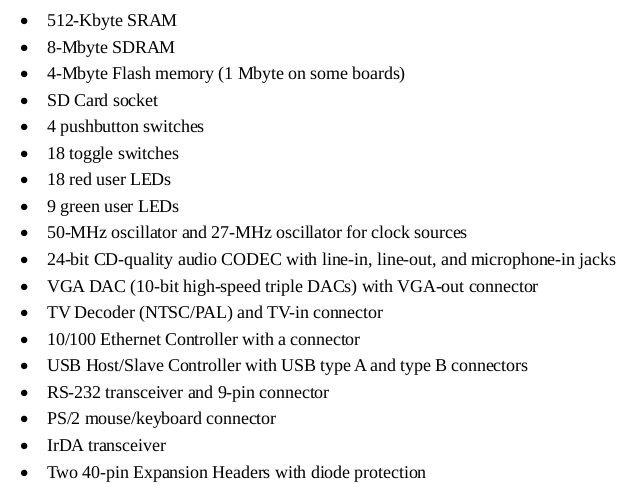 • 512-Kbyte SRAM
• 8-Mbyte SDRAM
• 4-Mbyte Flash memory (1 Mbyte on some boards)
• SD Card socket
• 4 pushbutton switches
• 18 toggle switches
• 18 red user LEDs
• 9 green user LEDs
• 50-MHz oscillator and 27-MHz oscillator for clock sources
• 24-bit CD-quality audio CODEC with line-in, line-out, and microphone-in jacks
• VGA DAC (10-bit high-speed triple DACs) with VGA-out connector
• TV Decoder (NTSC/PAL) and TV-in connector
• 10/100 Ethernet Controller with a connector
• USB Host/Slave Controller with USB type A and type B connectors
• RS-232 transceiver and 9-pin connector
• PS/2 mouse/keyboard connector
• IrDA transceiver
• Two 40-pin Expansion Headers with diode protection